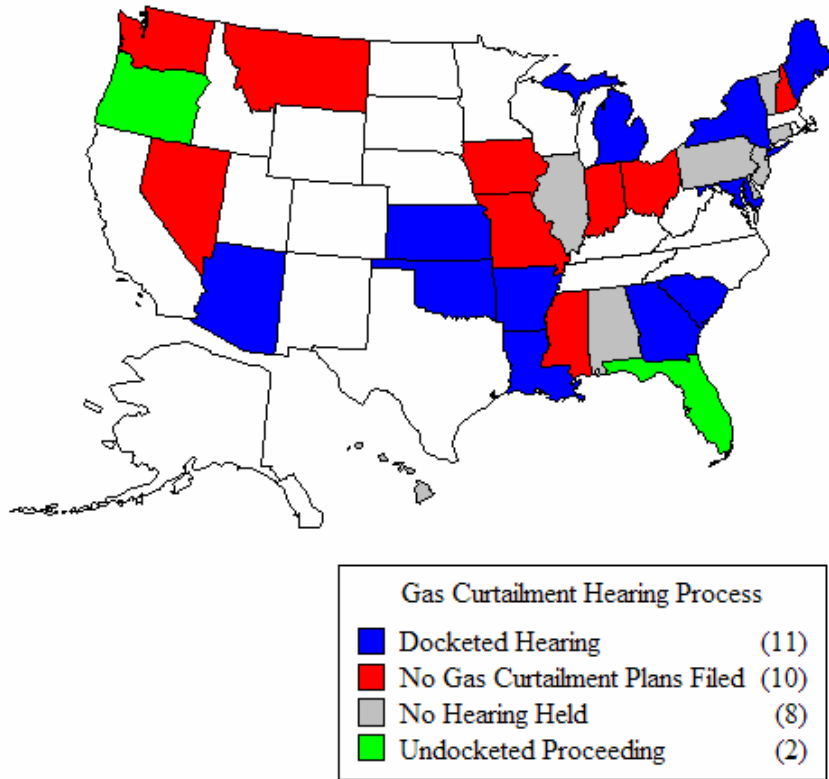 Gas Curtailment Hearing Process
Docketed Hearing (11)
No Gas Curtailment Plans Filed (10)
No Hearing Held (8)
Undocketed Proceeding (2)